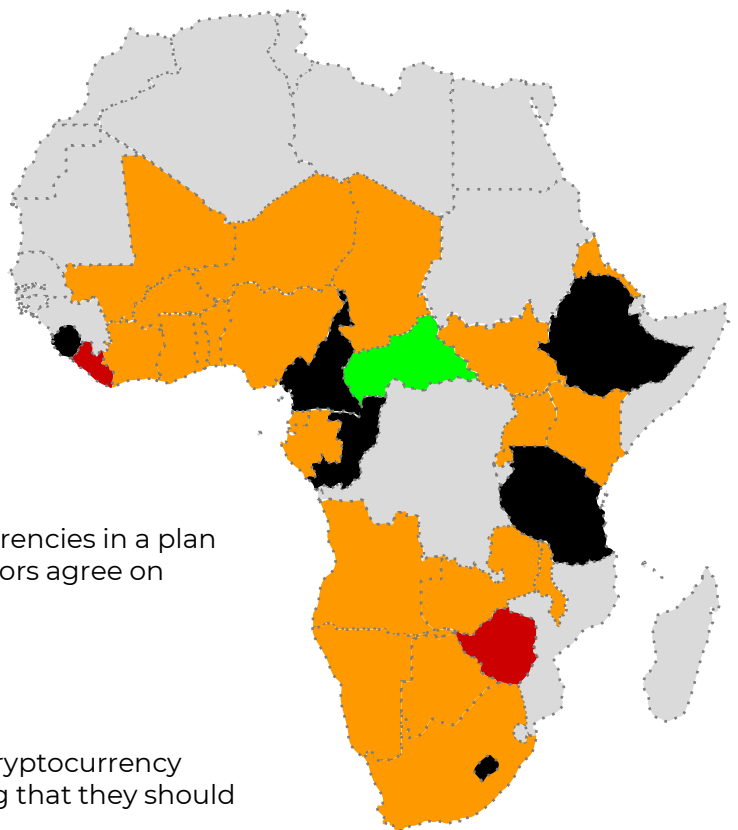 rencies in a plan
ors agree on
ryptocurrency
g that they should